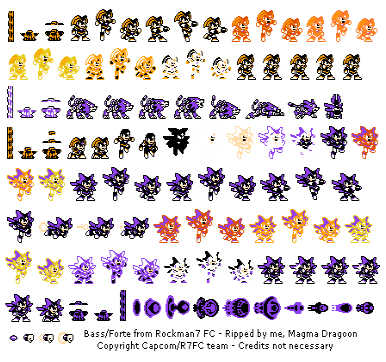 Bass/Forte from Rockman7 FC - Ripped by me, Magma Dragoon
Copyright Capcom/R7FC team - Credits not necessary